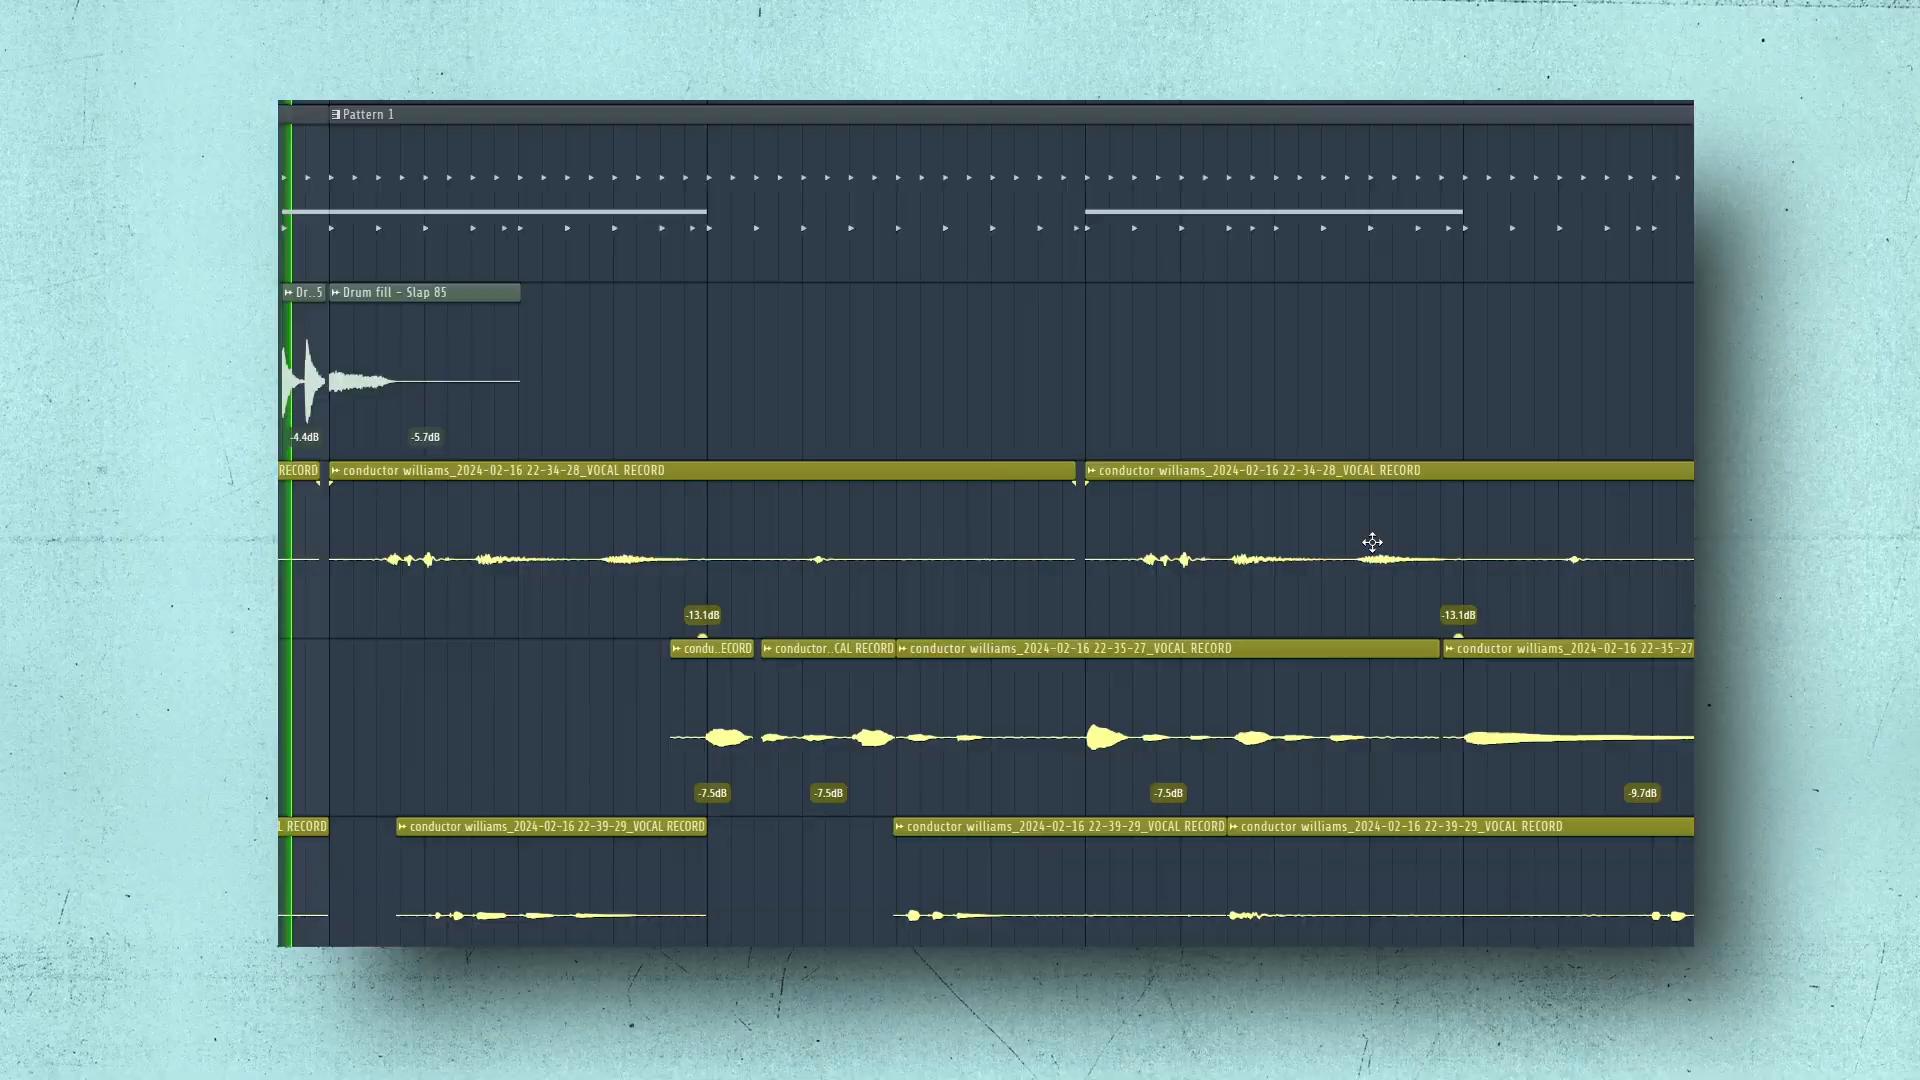 Pattern 1
Dr..5 Drum fill - Slap 85
-4.4dB -5.7dB
RECORD conductor williams_2024-02-16 22-34-28_VOCAL RECORD conductor williams_2024-02-16 22-34-28_VOCAL RECORD
-13.1dB -13.1dB
condu..ECORD conductor..CAL RECORD conductor williams_2024-02-16 22-35-27_VOCAL RECORD conductor williams_2024-02-16 22-35-27
-7.5dB -7.5dB -7.5dB -9.7dB
L RECORD conductor williams_2024-02-16 22-39-29_VOCAL RECORD conductor williams_2024-02-16 22-39-29_VOCAL RECORD conductor williams_2024-02-16 22-39-29_VOCAL RECORD